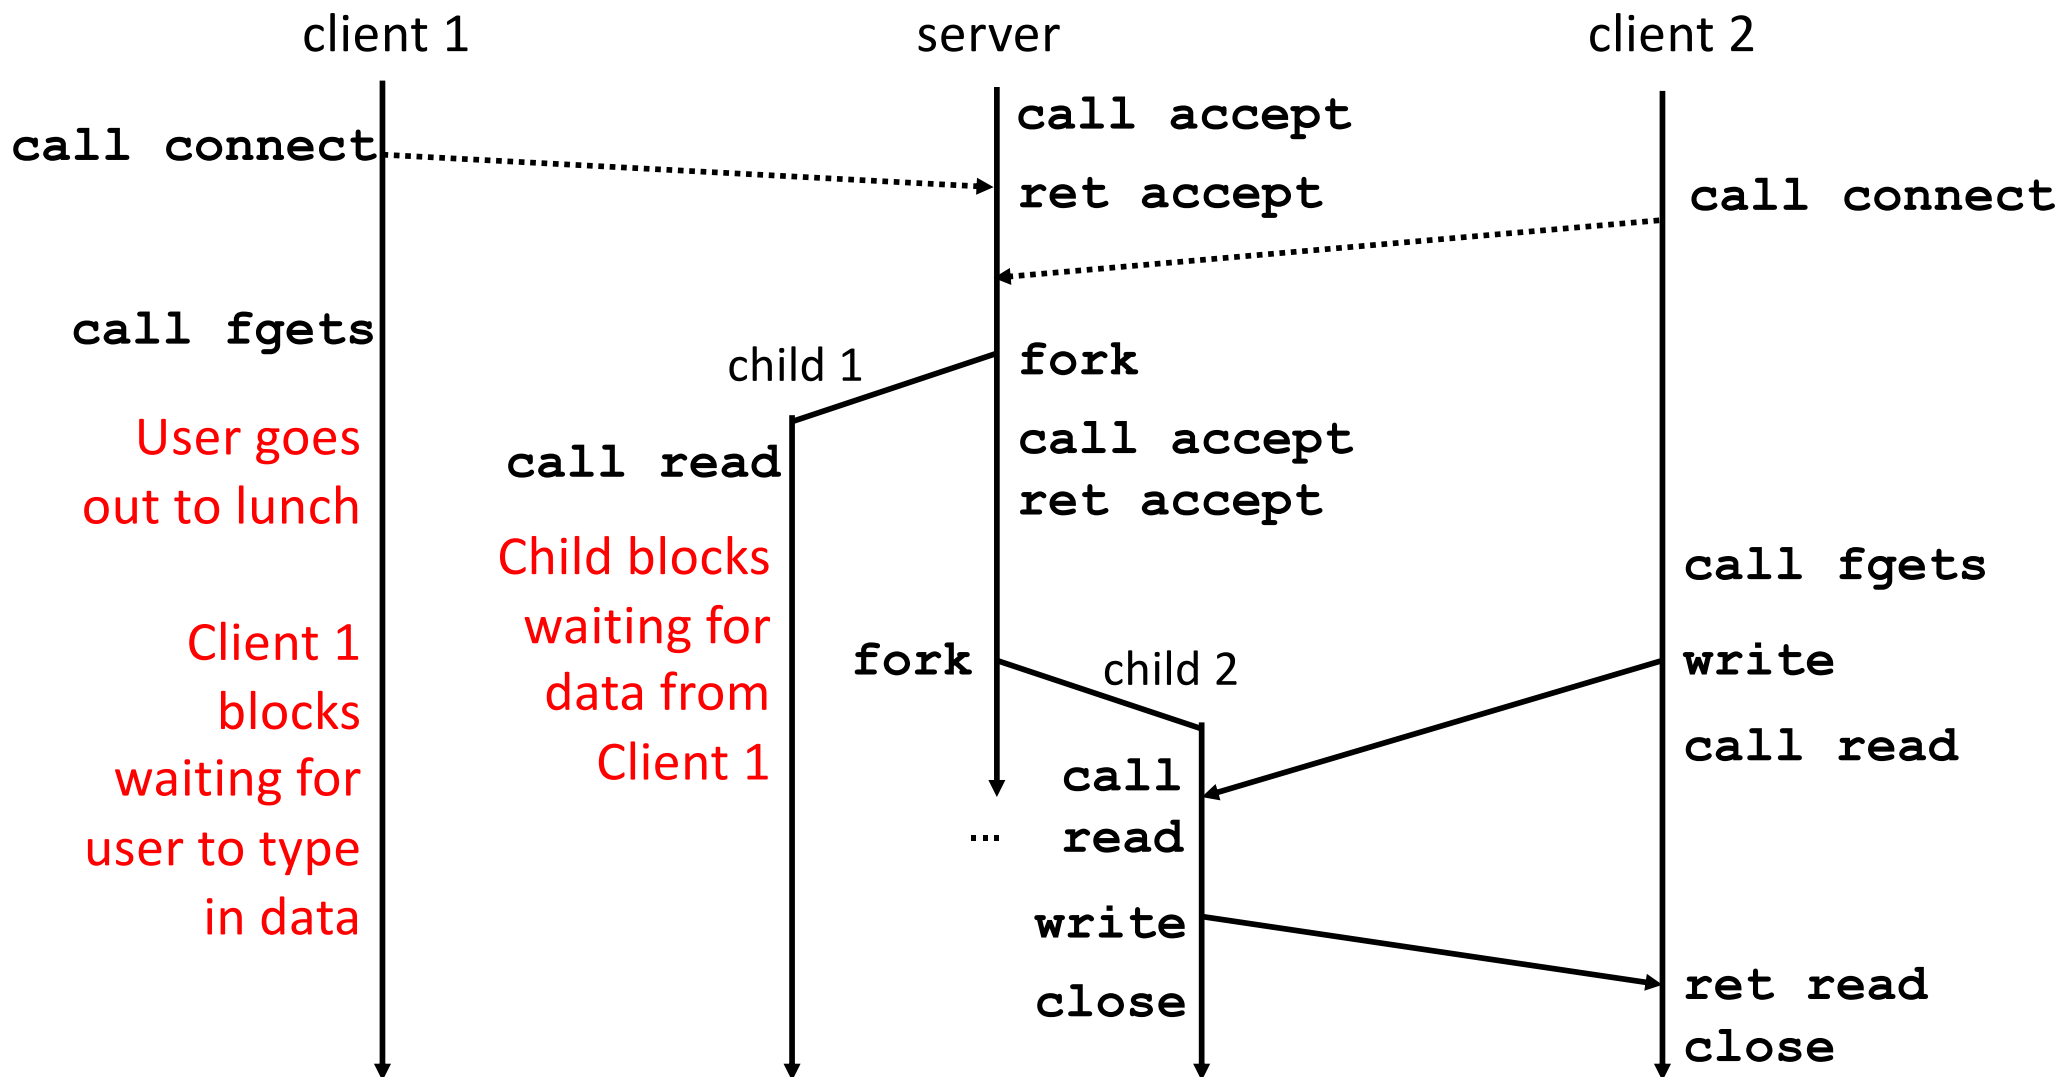 client 1
server
client 2
call connect
call accept
ret accept
call connect
call fgets
child 1
fork
User goes
out to lunch
call read
call accept
ret accept
Child blocks
waiting for
data from
Client 1
call fgets
Client 1
blocks
waiting for
user to type
in data
fork
child 2
write
call read
call
read
...
write
close
ret read
close